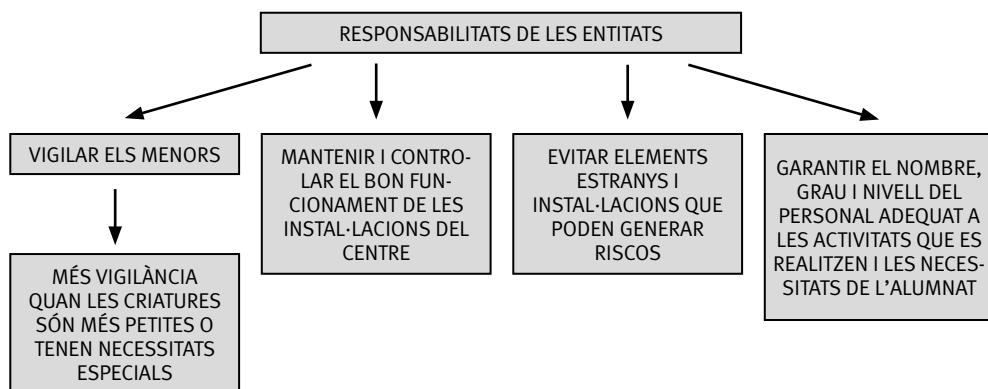 RESPONSABILITATS DE LES ENTITATS
VIGILAR ELS MENORS
MÉS VIGILÀNCIA
QUAN LES CRIATURES
SÓN MÉS PETITES O
TENEN NECESSITATS
ESPECIALS
MANTENIR I CONTRO-
LAR EL BON FUN-
CIONAMENT DE LES
INSTAL·LACIONS DEL
CENTRE
EVITAR ELEMENTS
ESTRANYS I
INSTAL·LACIONS QUE
PODEN GENERAR
RISCOS
GARANTIR EL NOMBRE,
GRAU I NIVELL DEL
PERSONAL ADEQUAT A
LES ACTIVITATS QUE ES
REALITZEN I LES NECES-
SITATS DE L’ALUMNAT